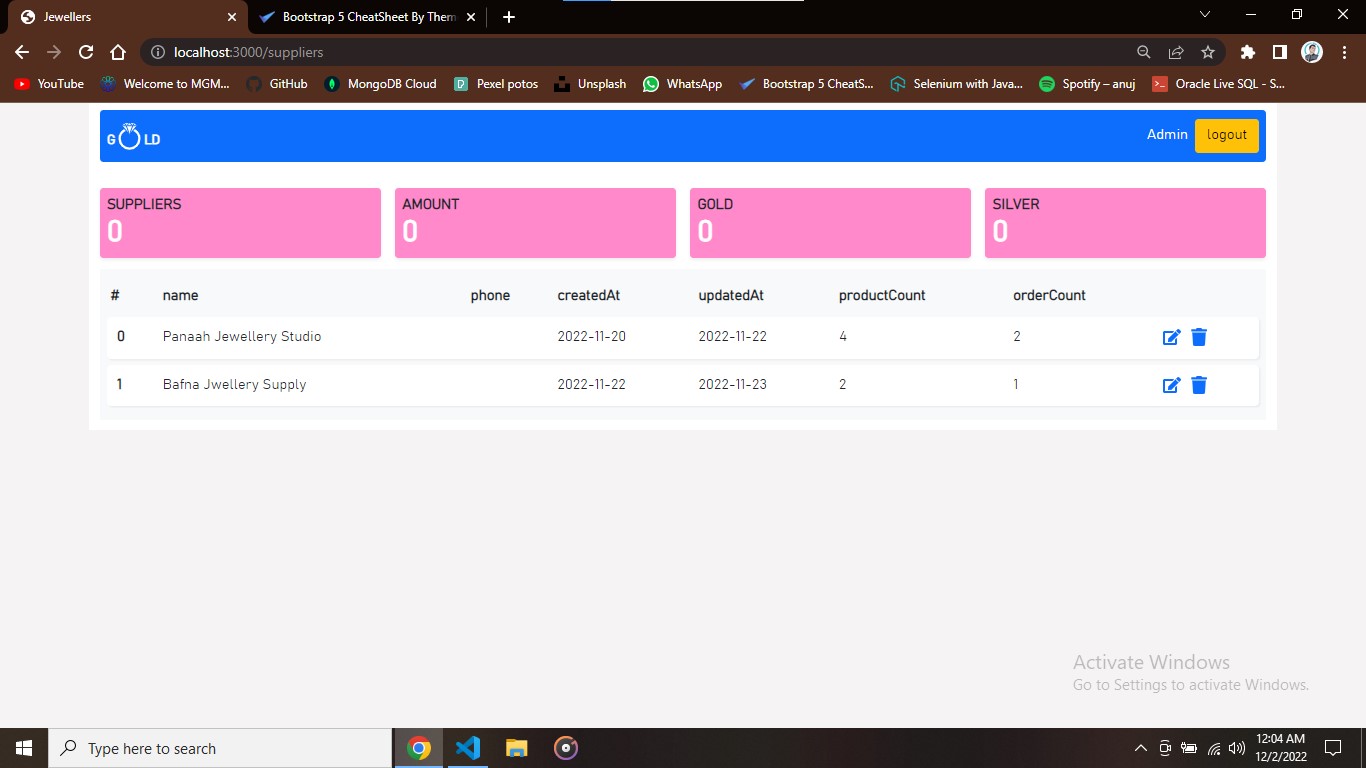 Jewellers
Bootstrap 5 CheatSheet By Them
localhost:3000/suppliers
YouTube Welcome to MGM... GitHub MongoDB Cloud Pexel potos Unsplash WhatsApp Bootstrap 5 CheatS... Selenium with Java... Spotify – anuj Oracle Live SQL - S...
G LD Admin logout
SUPPLIERS AMOUNT GOLD SILVER
0 0 0 0
# name phone createdAt updatedAt productCount orderCount
0 Panaah Jewellery Studio 2022-11-20 2022-11-22 4 2
1 Bafna Jwellery Supply 2022-11-22 2022-11-23 2 1
Activate Windows
Go to Settings to activate Windows.
Type here to search
12:04 AM
12/2/2022